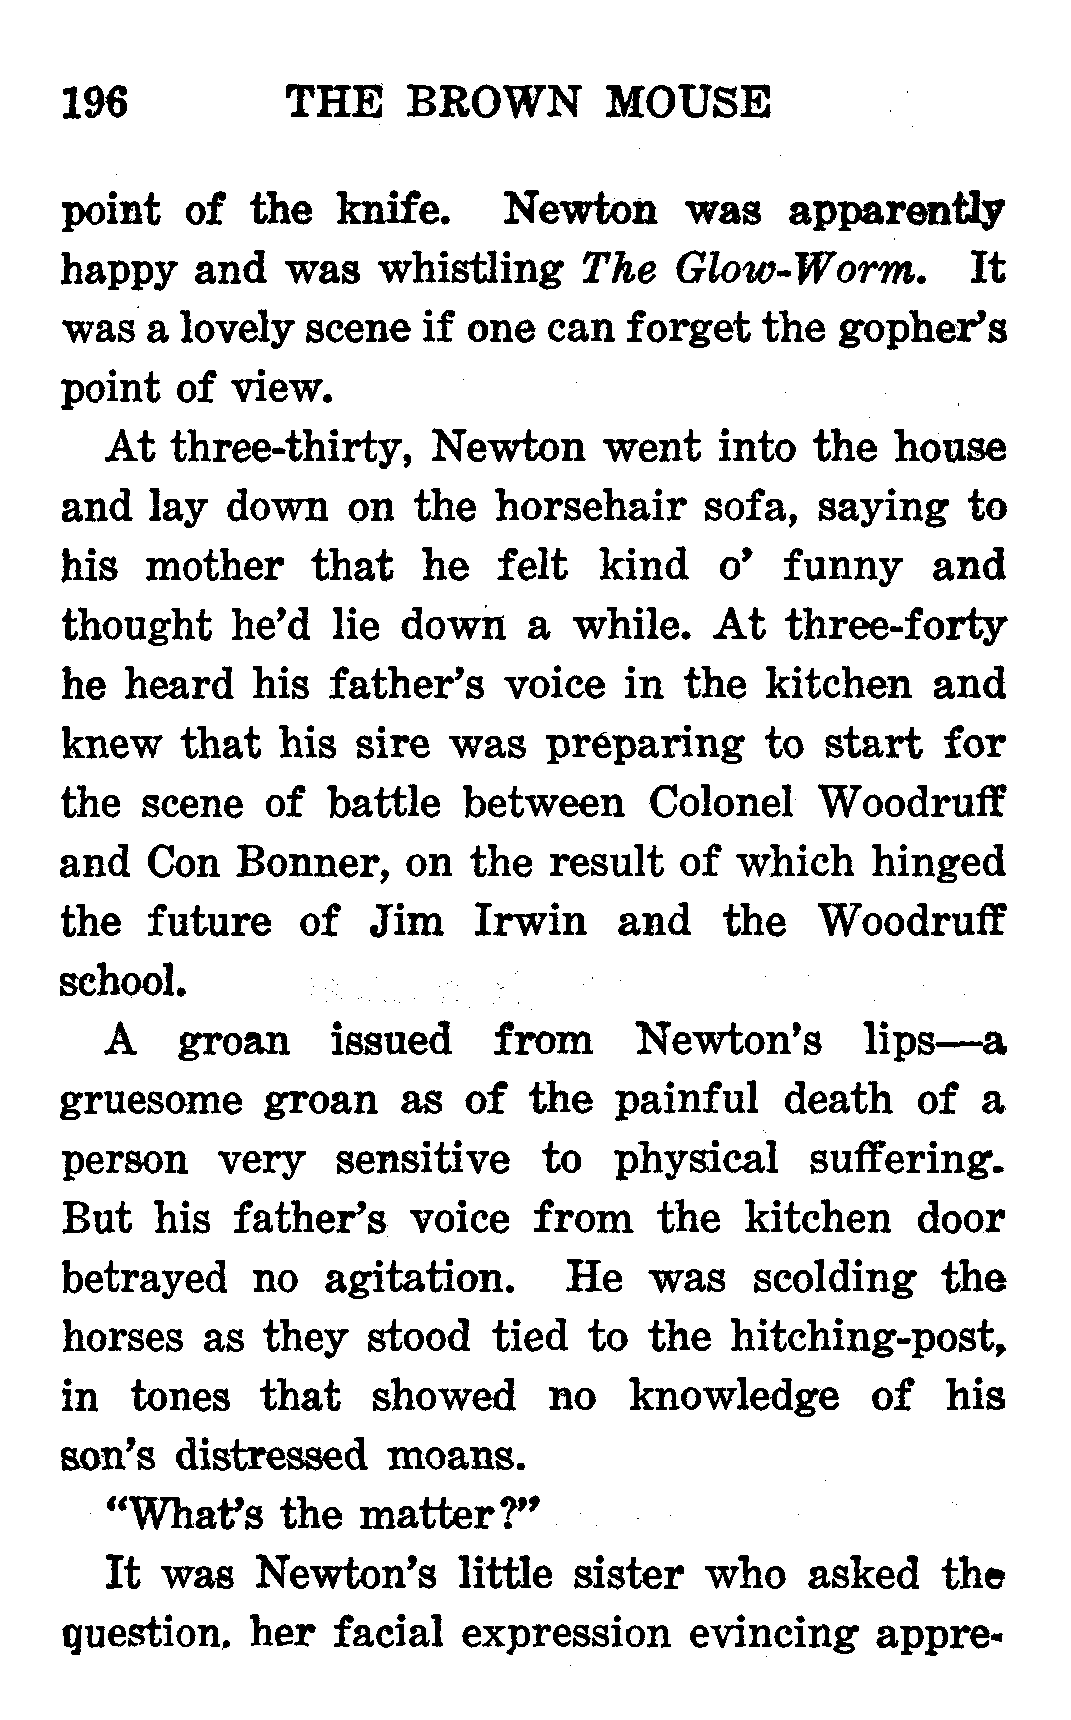 196 THE BROWN MOUSE
point of the knife. Newton was apparently
happy and was whistling The Glow-Worm. It
was a lovely scene if one can forget the gopher's
point of view.
At three-thirty, Newton went into the house
and lay down on the horsehair sofa, saying to
his mother that he felt kind o' funny and
thought he'd lie down a while. At three-forty
he heard his father's voice in the kitchen and
knew that his sire was preparing to start for
the scene of battle between Colonel Woodruff
and Con Bonner, on the result of which hinged
the future of Jim Irwin and the Woodruff
school.
A groan issued from Newton's lips—a
gruesome groan as of the painful death of a
person very sensitive to physical suffering.
But his father's voice from the kitchen door
betrayed no agitation. He was scolding the
horses as they stood tied to the hitching-post,
in tones that showed no knowledge of his
son's distressed moans.
"What's the matter?"
It was Newton's little sister who asked the
question, her facial expression evincing appre-